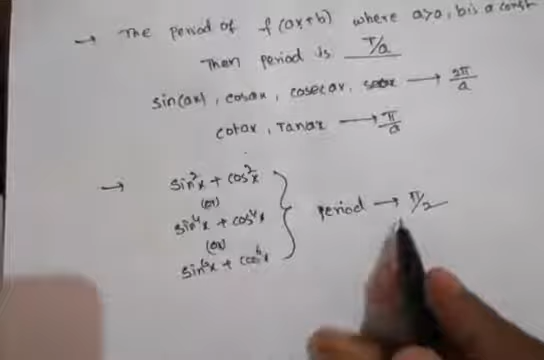 → The period of f(ax+b) where a>0, b is a const
Then period is T/a
sin(ax), cosax, cosecax, secax → 2π/a
cotax, Tanax → π/a
→ sin²x + cos²x
(or)
sin⁴x + cos⁴x
(or)
sin⁶x + cos⁶x
period → π/2